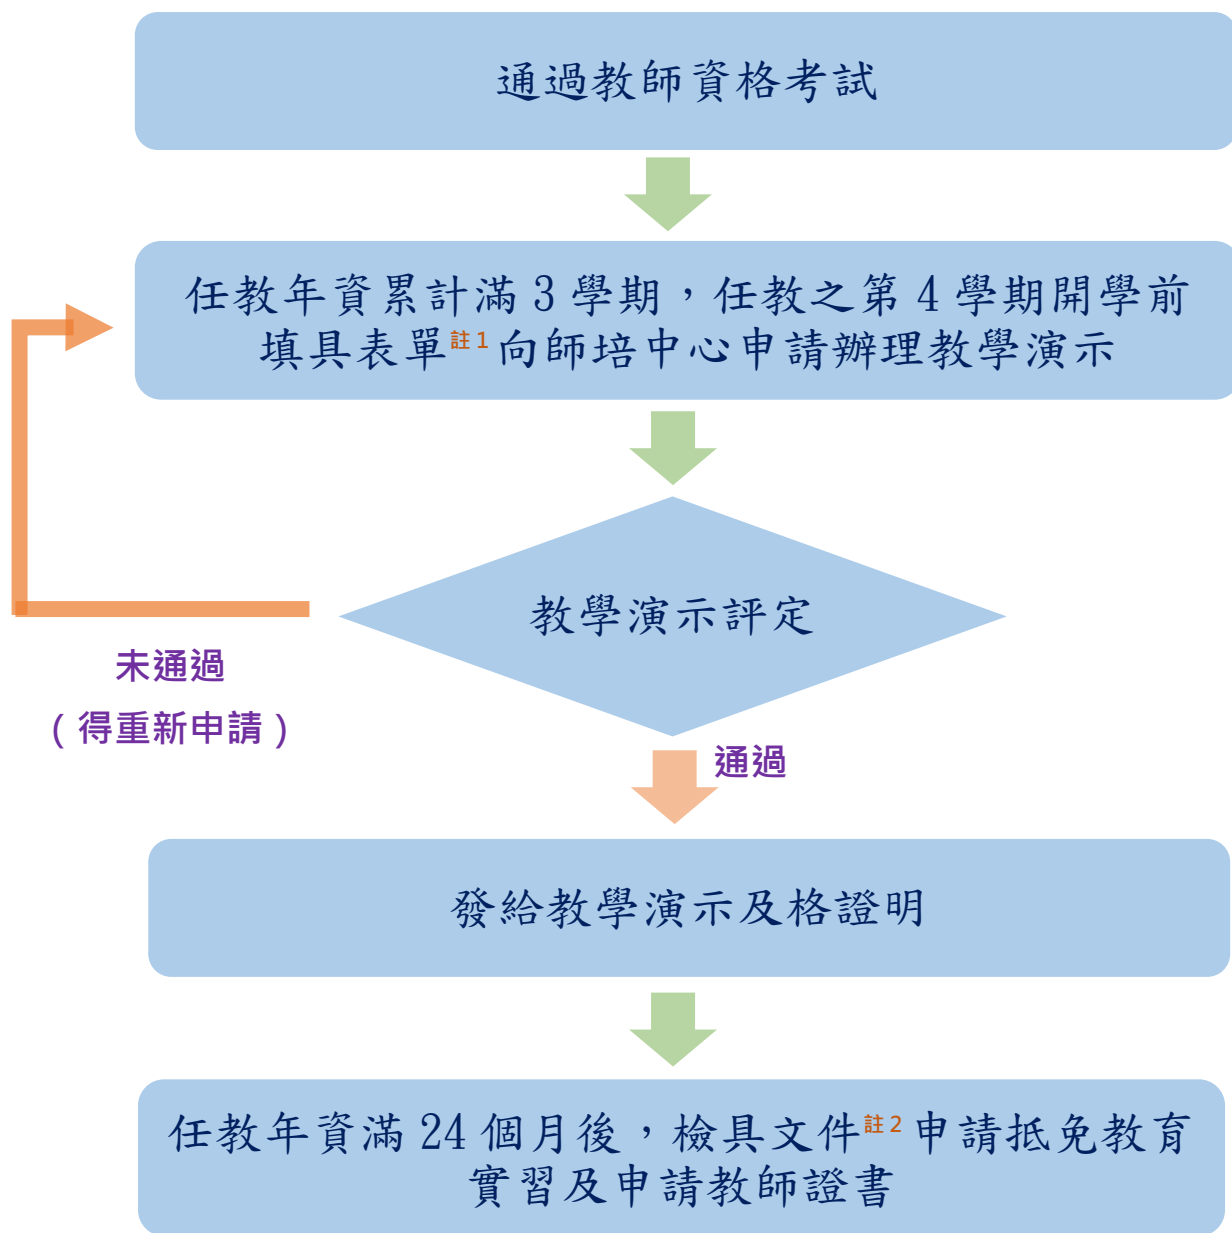 通過教師資格考試
任教年資累計滿 3 學期，任教之第 4 學期開學前
填具表單註1向師培中心申請辦理教學演示
教學演示評定
未通過
（得重新申請）
通過
發給教學演示及格證明
任教年資滿 24 個月後，檢具文件註2申請抵免教育
實習及申請教師證書